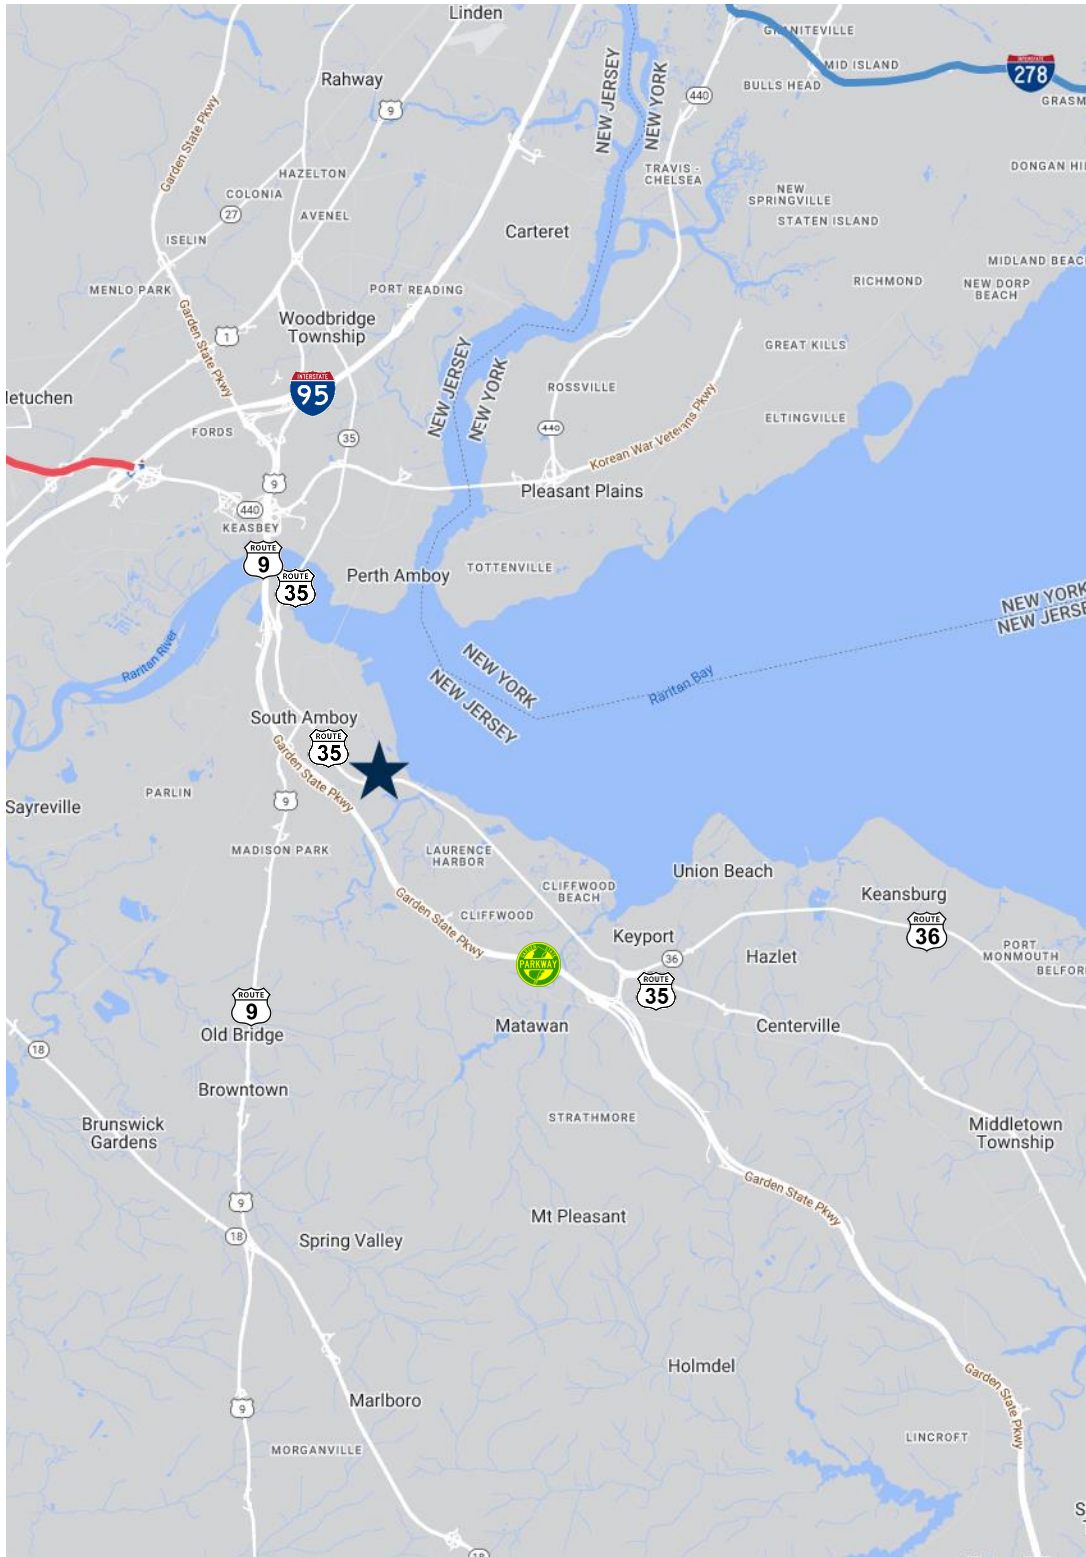 Linden
GRANITEVILLE
MID ISLAND
INTERSTATE
278
BULLS HEAD
GRASM
Rahway
9
440
NEW JERSEY
NEW YORK
Garden State Pkwy
HAZELTON
COLONIA
27
AVENEL
TRAVIS -
CHELSEA
DONGAN HI
NEW
SPRINGVILLE
STATEN ISLAND
ISELIN
Carteret
MIDLAND BEAC
MENLO PARK
PORT READING
RICHMOND
NEW DORP
BEACH
Garden State Pkwy
1
Woodbridge
Township
NEW JERSEY
NEW YORK
GREAT KILLS
INTERSTATE
95
letuchen
ROSSVILLE
ELTINGVILLE
FORDS
35
440
Korean War Veterans Pkwy
9
Pleasant Plains
440
KEASBEY
ROUTE
9
ROUTE
35
Perth Amboy
TOTTENVILLE
NEW YORK
NEW JERSE
Raritan River
NEW YORK
NEW JERSEY
Raritan Bay
South Amboy
ROUTE
35
Garden State Pkwy
PARLIN
9
Sayreville
MADISON PARK
LAURENCE
HARBOR
Union Beach
CLIFFWOOD
BEACH
Keansburg
Garden State Pkwy
CLIFFWOOD
ROUTE
36
Keyport
PORT
MONMOUTH
36
Hazlet
BELFOR
PARKWAY
ROUTE
35
ROUTE
9
Old Bridge
Matawan
Centerville
18
Browntown
Brunswick
Gardens
STRATHMORE
Middletown
Township
Garden State Pkwy
9
18
Mt Pleasant
Spring Valley
Holmdel
Garden State Pkwy
Marlboro
9
MORGANVILLE
LINCROFT
S
18